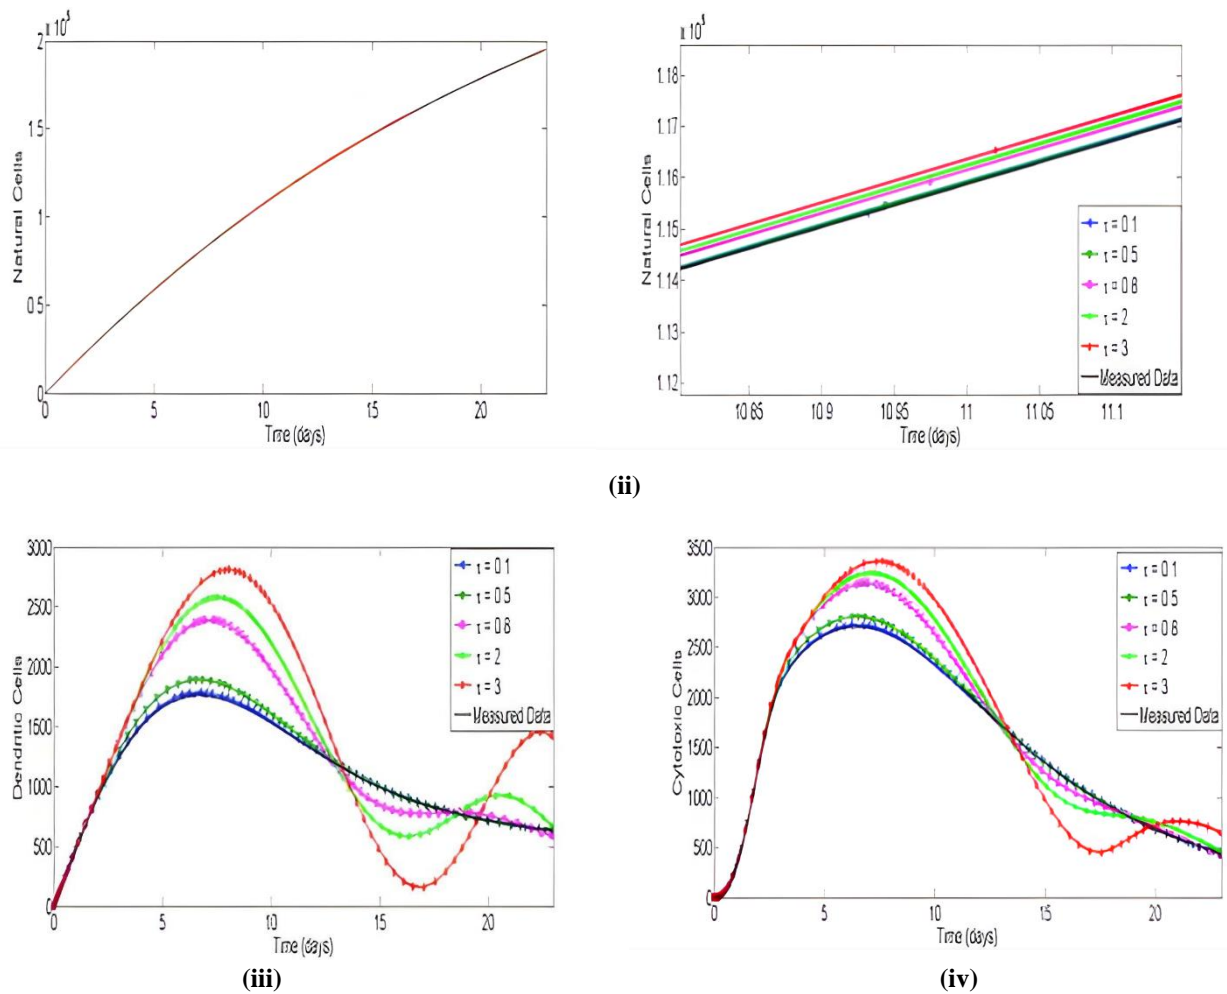 x 10⁵
2
1.5
1
0.5
0
Natural Cells
0 5 10 15 20
Time (days)
x 10⁵
1.18
1.17
1.16
1.15
1.14
1.13
1.12
Natural Cells
10.85 10.9 10.95 11 11.05 11.1
Time (days)
τ = 0.1
τ = 0.5
τ = 0.8
τ = 2
τ = 3
Measured Data
(ii)
3000
2500
2000
1500
1000
500
0
Dendritic Cells
0 5 10 15 20
Time (days)
τ = 0.1
τ = 0.5
τ = 0.8
τ = 2
τ = 3
Measured Data
(iii)
3500
3000
2500
2000
1500
1000
500
0
Cytotoxic Cells
0 5 10 15 20
Time (days)
τ = 0.1
τ = 0.5
τ = 0.8
τ = 2
τ = 3
Measured Data
(iv)